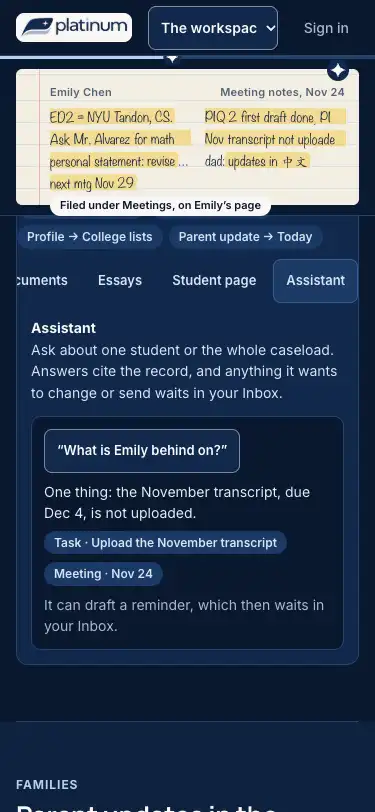 platinum
The workspac
Sign in
Emily Chen
Meeting notes, Nov 24
ED2 = NYU Tandon, CS.
Ask Mr. Alvarez for math
personal statement: revise ...
next mtg Nov 29
PIQ 2 first draft done, PI
Nov transcript not uploade
dad: updates in 中文
Filed under Meetings, on Emily’s page
Profile → College lists
Parent update → Today
cuments
Essays
Student page
Assistant
Assistant
Ask about one student or the whole caseload.
Answers cite the record, and anything it wants
to change or send waits in your Inbox.
“What is Emily behind on?”
One thing: the November transcript, due
Dec 4, is not uploaded.
Task · Upload the November transcript
Meeting · Nov 24
It can draft a reminder, which then waits in
your Inbox.
FAMILIES
Parent updates in the